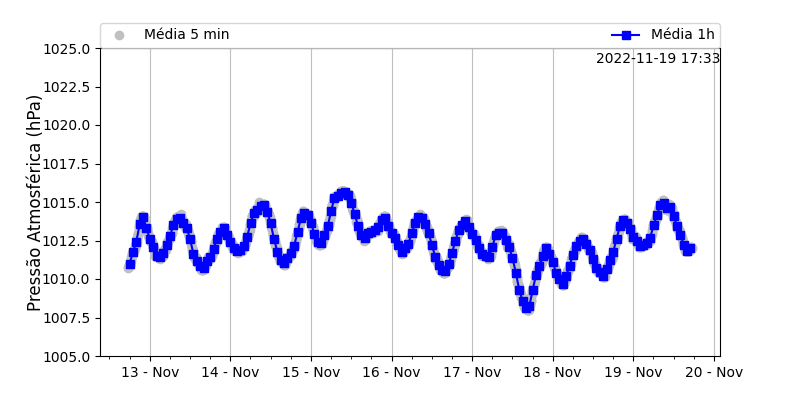 Média 5 min
Média 1h
2022-11-19 17:33
Pressão Atmosférica (hPa)
1025.0
1022.5
1020.0
1017.5
1015.0
1012.5
1010.0
1007.5
1005.0
13 - Nov
14 - Nov
15 - Nov
16 - Nov
17 - Nov
18 - Nov
19 - Nov
20 - Nov